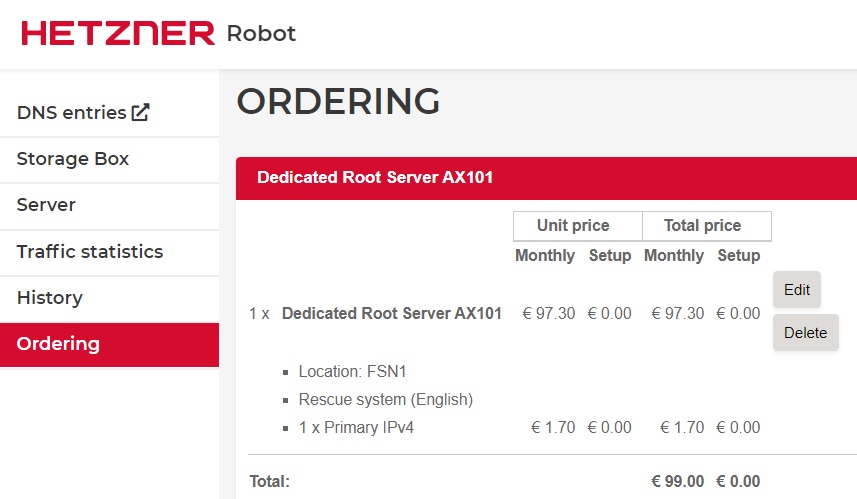 HETZNER Robot
DNS entries
Storage Box
Server
Traffic statistics
History
Ordering
ORDERING
Dedicated Root Server AX101
Unit price Total price
Monthly Setup Monthly Setup
1 x Dedicated Root Server AX101 € 97.30 € 0.00 € 97.30 € 0.00
Edit
Delete
Location: FSN1
Rescue system (English)
1 x Primary IPv4 € 1.70 € 0.00 € 1.70 € 0.00
Total: € 99.00 € 0.00